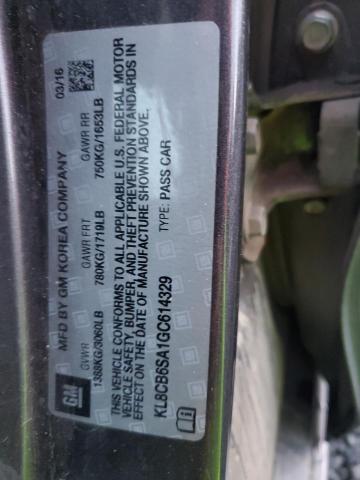 GM
MFD BY GM KOREA COMPANY 03/16
GVWR GAWR FRT GAWR RR
1388KG/3060LB 780KG/1719LB 750KG/1653LB
THIS VEHICLE CONFORMS TO ALL APPLICABLE U.S. FEDERAL MOTOR
VEHICLE SAFETY, BUMPER, AND THEFT PREVENTION STANDARDS IN
EFFECT ON THE DATE OF MANUFACTURE SHOWN ABOVE.
KL8CB6SA1GC614329 TYPE: PASS CAR